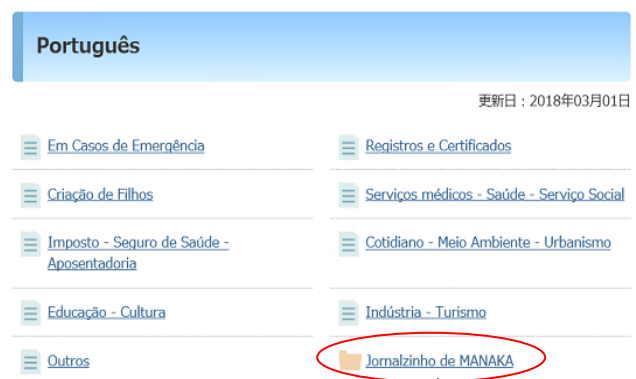 Português
更新日：2018年03月01日
Em Casos de Emergência
Registros e Certificados
Criação de Filhos
Serviços médicos - Saúde - Serviço Social
Imposto - Seguro de Saúde -
Aposentadoria
Cotidiano - Meio Ambiente - Urbanismo
Educação - Cultura
Indústria - Turismo
Outros
Jornalzinho de MANAKA